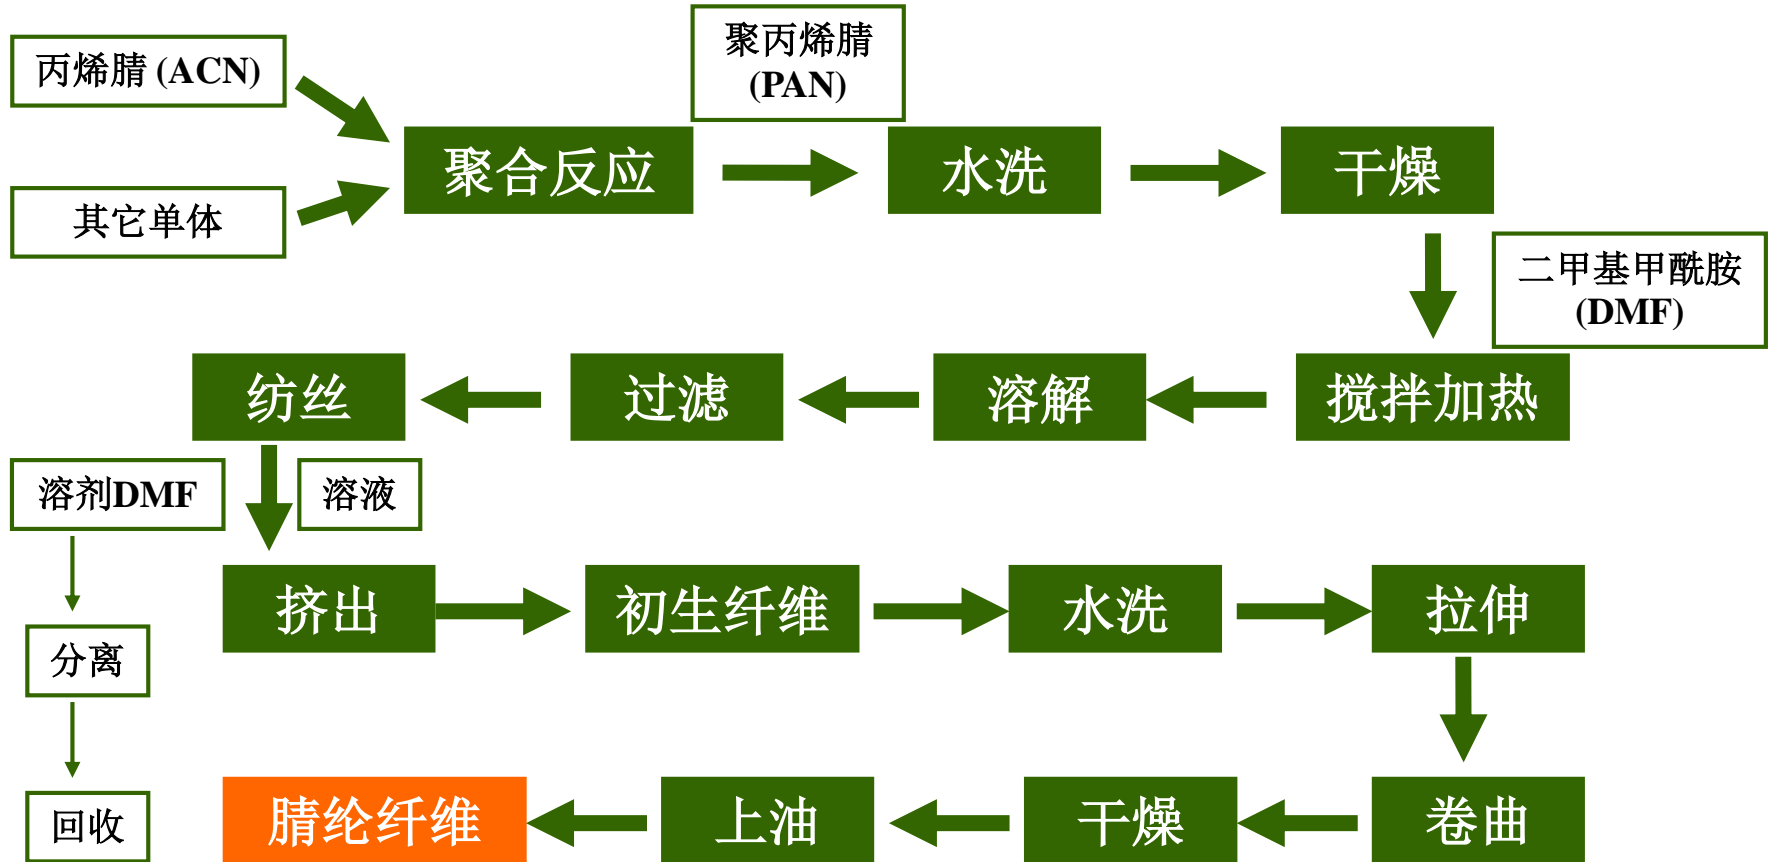 丙烯腈 (ACN)
聚丙烯腈
(PAN)
聚合反应
水洗
干燥
其它单体
二甲基甲酰胺
(DMF)
纺丝
过滤
溶解
搅拌加热
溶剂DMF
溶液
挤出
初生纤维
水洗
拉伸
分离
腈纶纤维
上油
干燥
卷曲
回收